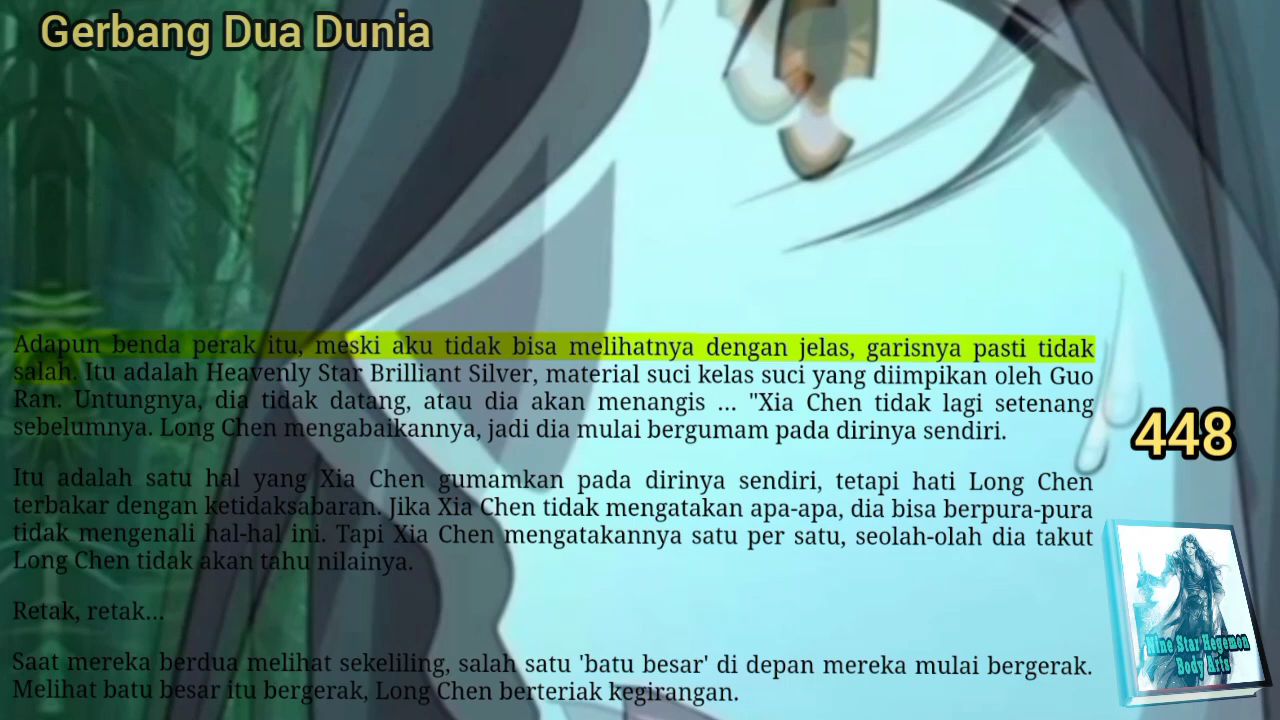 Gerbang Dua Dunia
Adapun benda perak itu, meski aku tidak bisa melihatnya dengan jelas, garisnya pasti tidak
salah. Itu adalah Heavenly Star Brilliant Silver, material suci kelas suci yang diimpikan oleh Guo
Ran. Untungnya, dia tidak datang, atau dia akan menangis ... "Xia Chen tidak lagi setenang
sebelumnya. Long Chen mengabaikannya, jadi dia mulai bergumam pada dirinya sendiri.
Itu adalah satu hal yang Xia Chen gumamkan pada dirinya sendiri, tetapi hati Long Chen
terbakar dengan ketidaksabaran. Jika Xia Chen tidak mengatakan apa-apa, dia bisa berpura-pura
tidak mengenali hal-hal ini. Tapi Xia Chen mengatakannya satu per satu, seolah-olah dia takut
Long Chen tidak akan tahu nilainya.
Retak, retak...
Saat mereka berdua melihat sekeliling, salah satu 'batu besar' di depan mereka mulai bergerak.
Melihat batu besar itu bergerak, Long Chen berteriak kegirangan.
448
Nine Star Hegemon
Body Arts